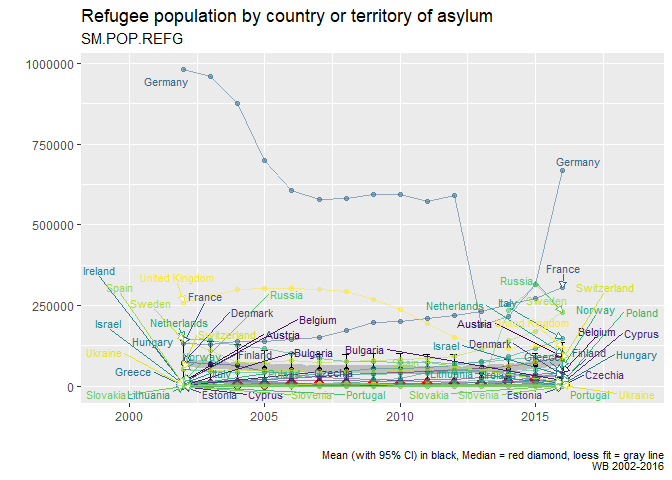 Refugee population by country or territory of asylum
SM.POP.REFG
1000000
Germany
750000
Germany
500000
Ireland
United Kingdom
France
Russia
Spain
France
Russia
Switzerland
250000
Sweden
Denmark
Netherlands
Italy
Sweden
Norway
Poland
Israel
Netherlands
Belgium
Austria
United Kingdom
Hungary
Switzerland
Austria
Belgium
Cyprus
Ukraine
Norway
Finland
Bulgaria
Bulgaria
Israel
Denmark
Greece
Finland
Hungary
Greece
Italy
Czechia
Lithuania
Czechia
0
Slovakia
Lithuania
Estonia
Cyprus
Slovenia
Portugal
Slovakia
Slovenia
Estonia
Portugal
Ukraine
2000
2005
2010
2015
Mean (with 95% CI) in black, Median = red diamond, loess fit = gray line
WB 2002-2016